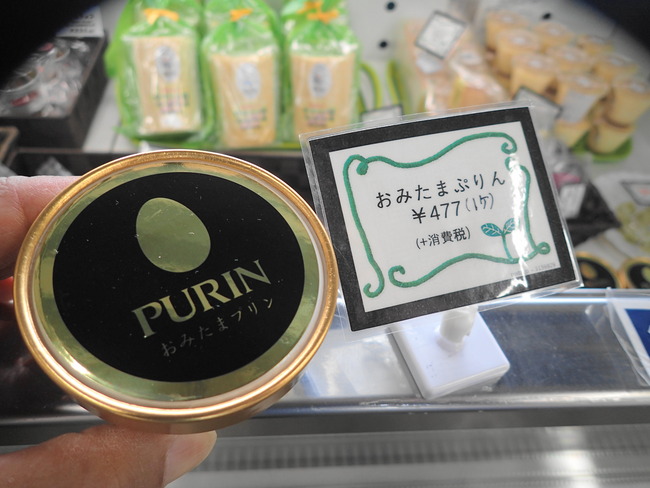 PURIN
おみたまプリン
おみたまぷりん
¥477(1ケ)
(+消費税)